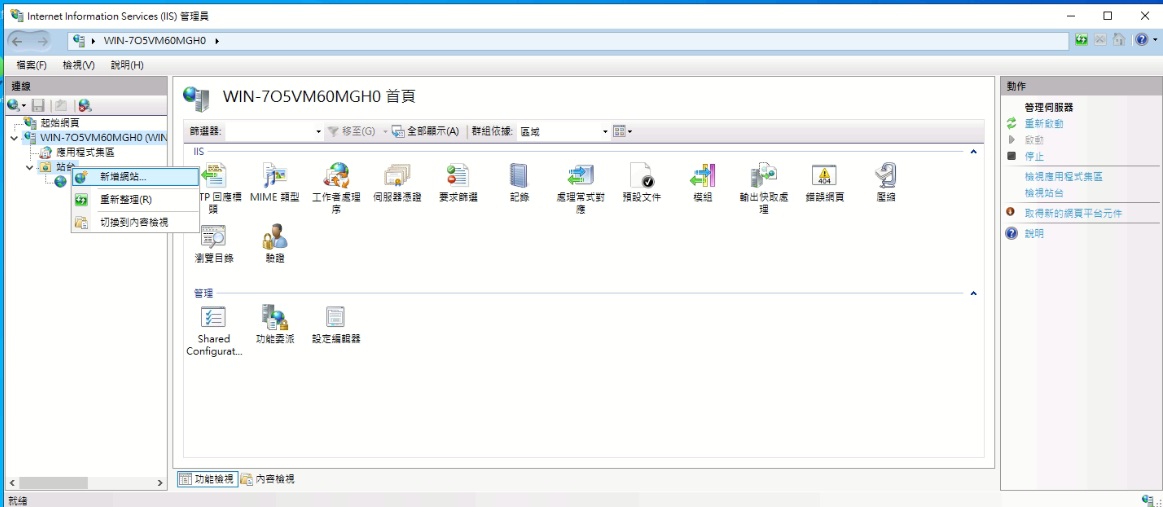 Internet Information Services (IIS) 管理員
WIN-7O5VM60MGH0
檔案(F) 檢視(V) 說明(H)
連線
起始網頁
WIN-7O5VM60MGH0 (WIN
應用程式集區
站台
新增網站...
重新整理(R)
切換到內容檢視
WIN-7O5VM60MGH0 首頁
篩選器: 移至(G) 全部顯示(A) 群組依據: 區域
IIS
TP 回應標頭
MIME 類型
工作者處理序
伺服器憑證
要求篩選
記錄
處理常式對應
預設文件
模組
輸出快取處理
錯誤網頁
404
壓縮
瀏覽目錄
驗證
管理
Shared Configurat...
功能委派
設定編輯器
功能檢視 內容檢視
動作
管理伺服器
重新啟動
啟動
停止
檢視應用程式集區
檢視站台
取得新的網頁平台元件
說明
就緒